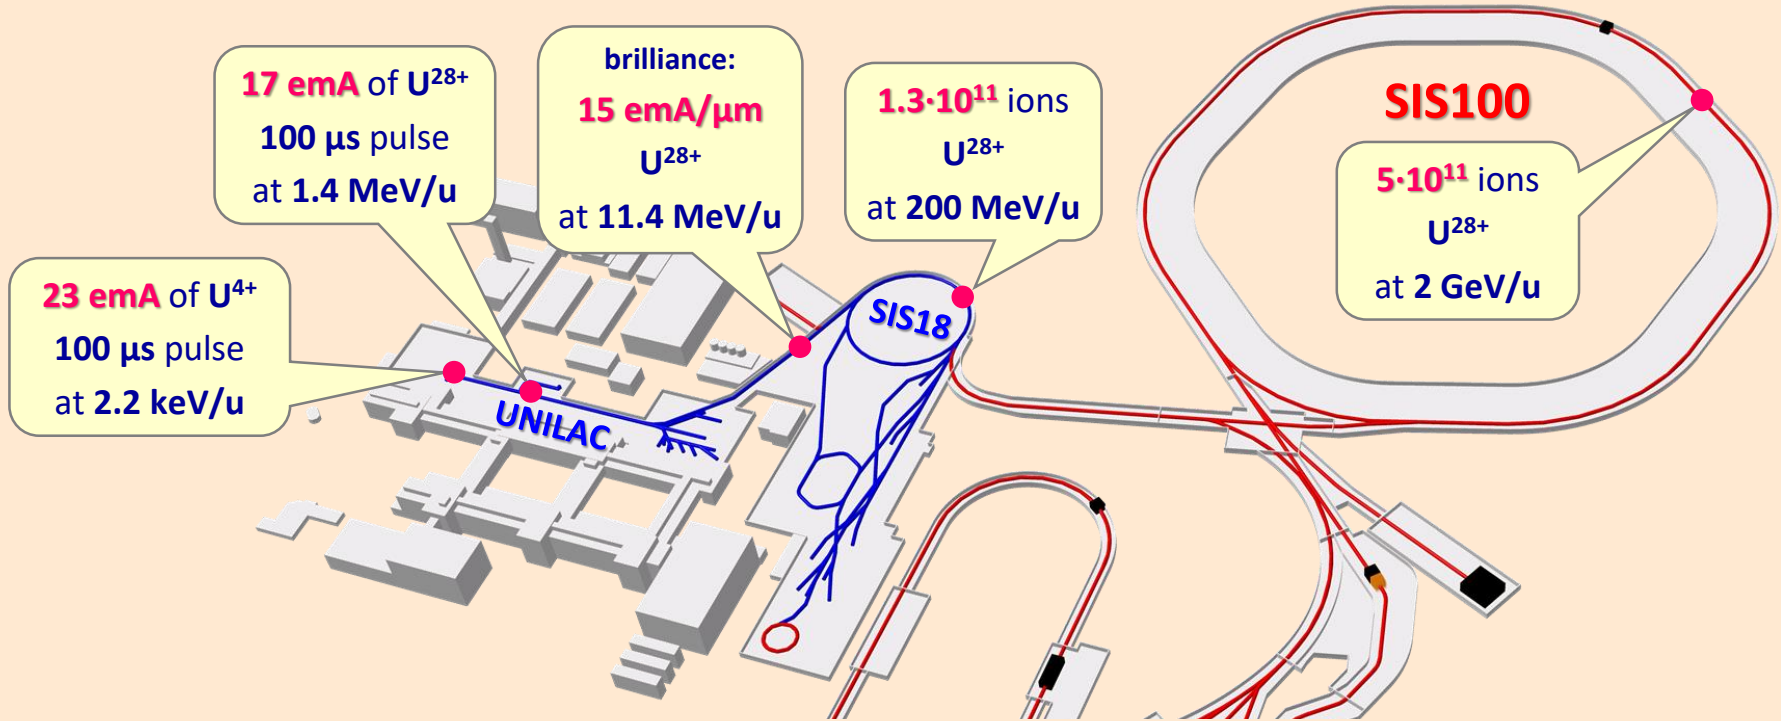 23 emA of U⁴⁺
100 µs pulse
at 2.2 keV/u
17 emA of U²⁸⁺
100 µs pulse
at 1.4 MeV/u
brilliance:
15 emA/µm
U²⁸⁺
at 11.4 MeV/u
1.3·10¹¹ ions
U²⁸⁺
at 200 MeV/u
SIS100
5·10¹¹ ions
U²⁸⁺
at 2 GeV/u
SIS18
UNILAC